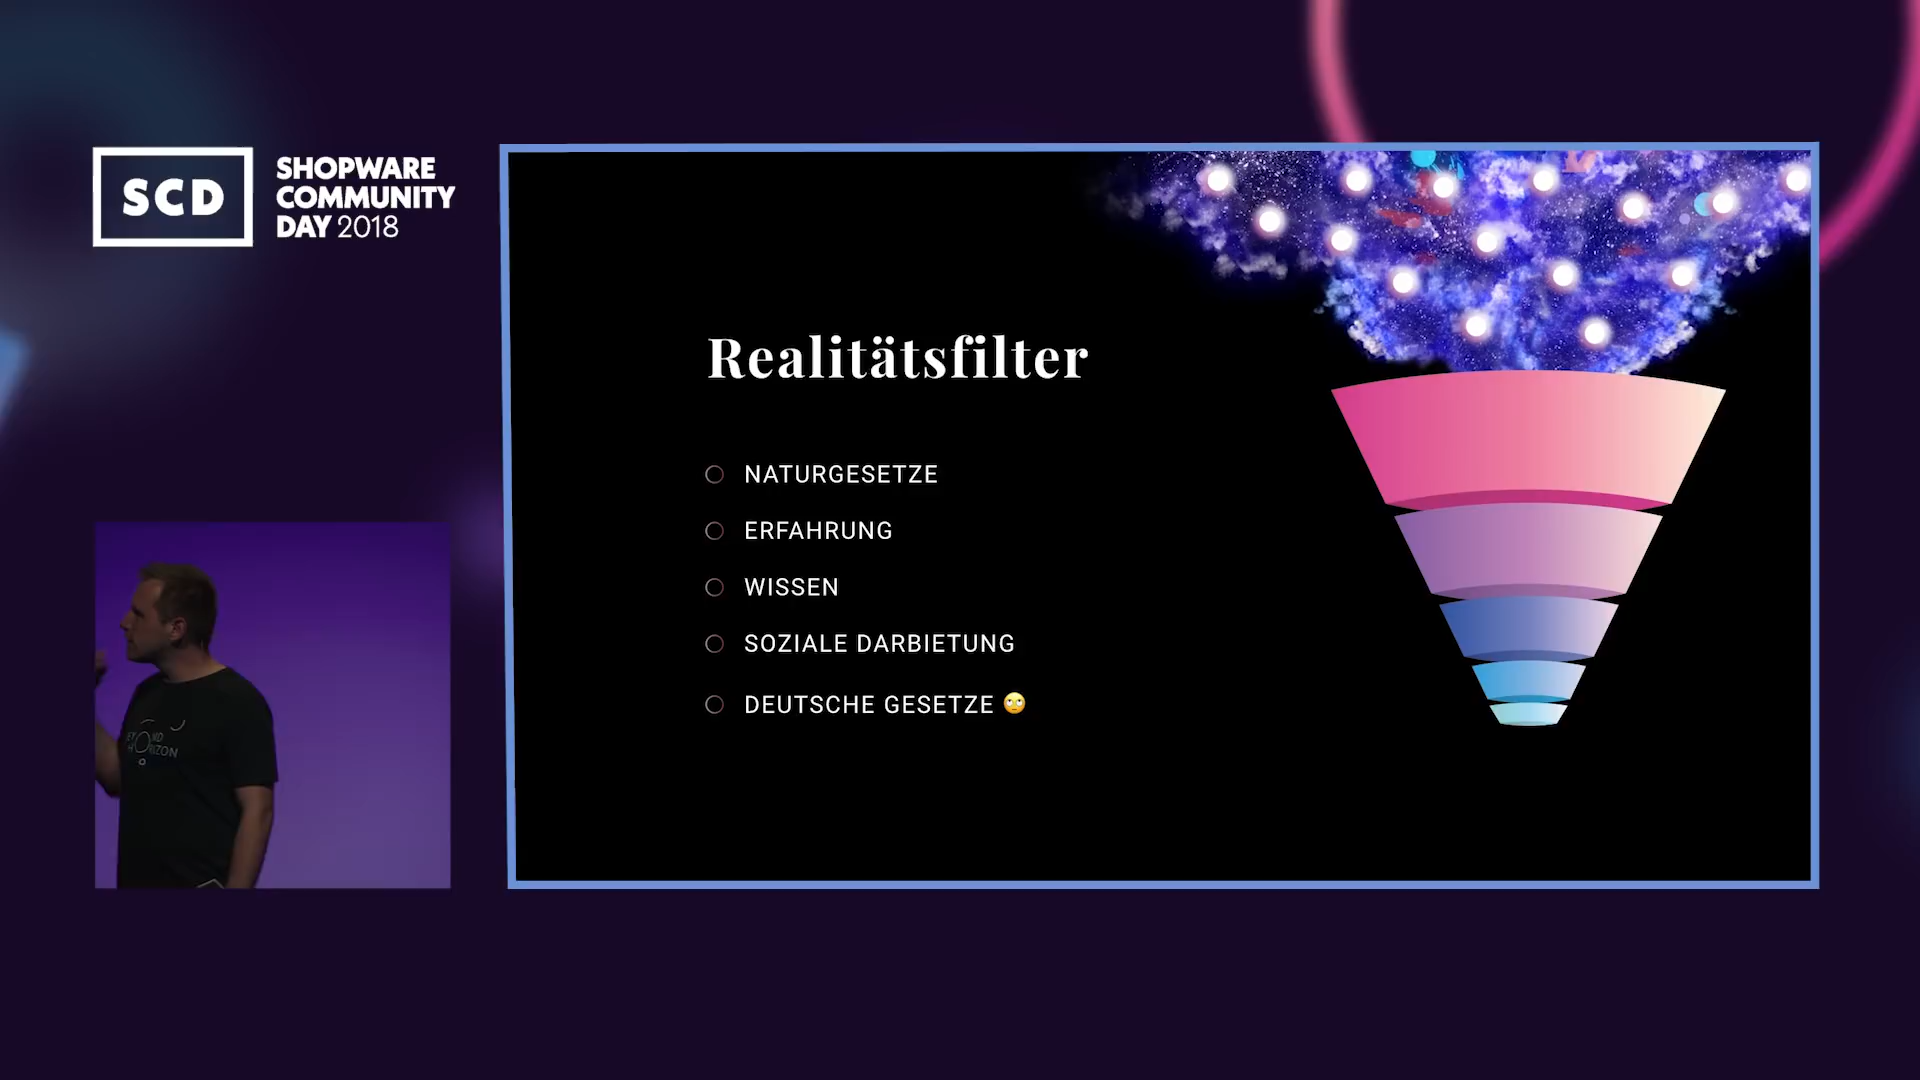 SCD
SHOPWARE
COMMUNITY
DAY 2018
Realitätsfilter
NATURGESETZE
ERFAHRUNG
WISSEN
SOZIALE DARBIETUNG
DEUTSCHE GESETZE 🙄